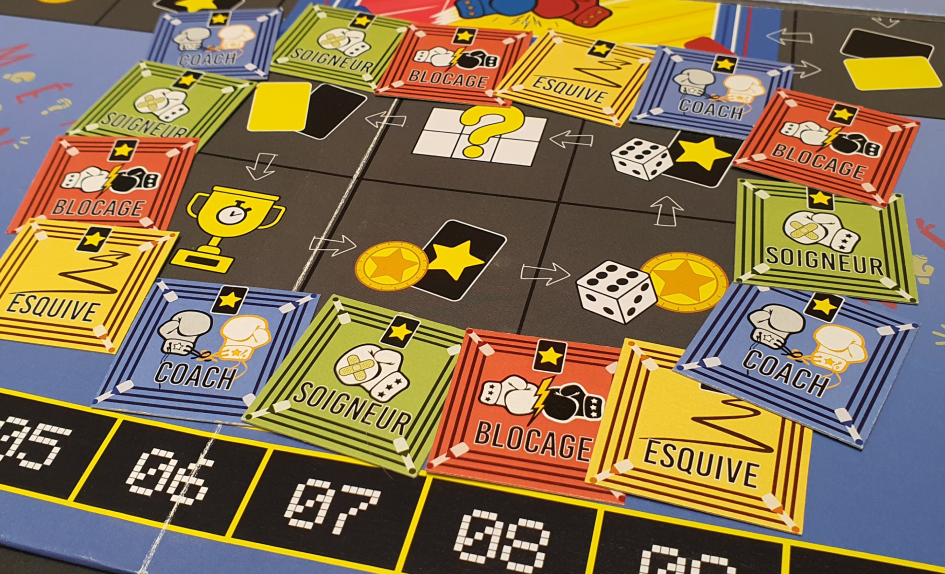 COACH
SOIGNEUR
BLOCAGE
ESQUIVE
COACH
SOIGNEUR
BLOCAGE
?
BLOCAGE
SOIGNEUR
ESQUIVE
COACH
SOIGNEUR
BLOCAGE
ESQUIVE
COACH
05
06
07
08